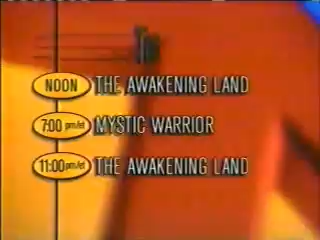 NOON THE AWAKENING LAND
7:00 pm/et MYSTIC WARRIOR
11:00 pm/et THE AWAKENING LAND